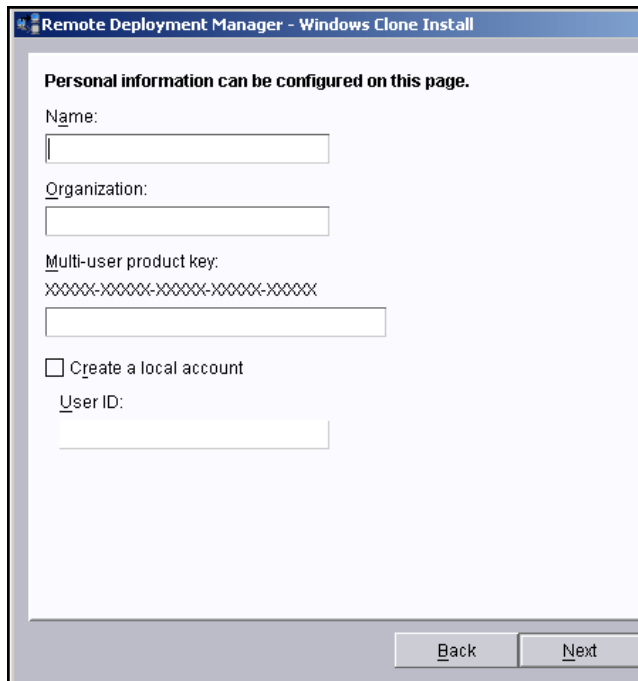 Remote Deployment Manager - Windows Clone Install
Personal information can be configured on this page.
Name:
Organization:
Multi-user product key:
XXXXX-XXXXX-XXXXX-XXXXX-XXXXX
Create a local account
User ID:
Back
Next